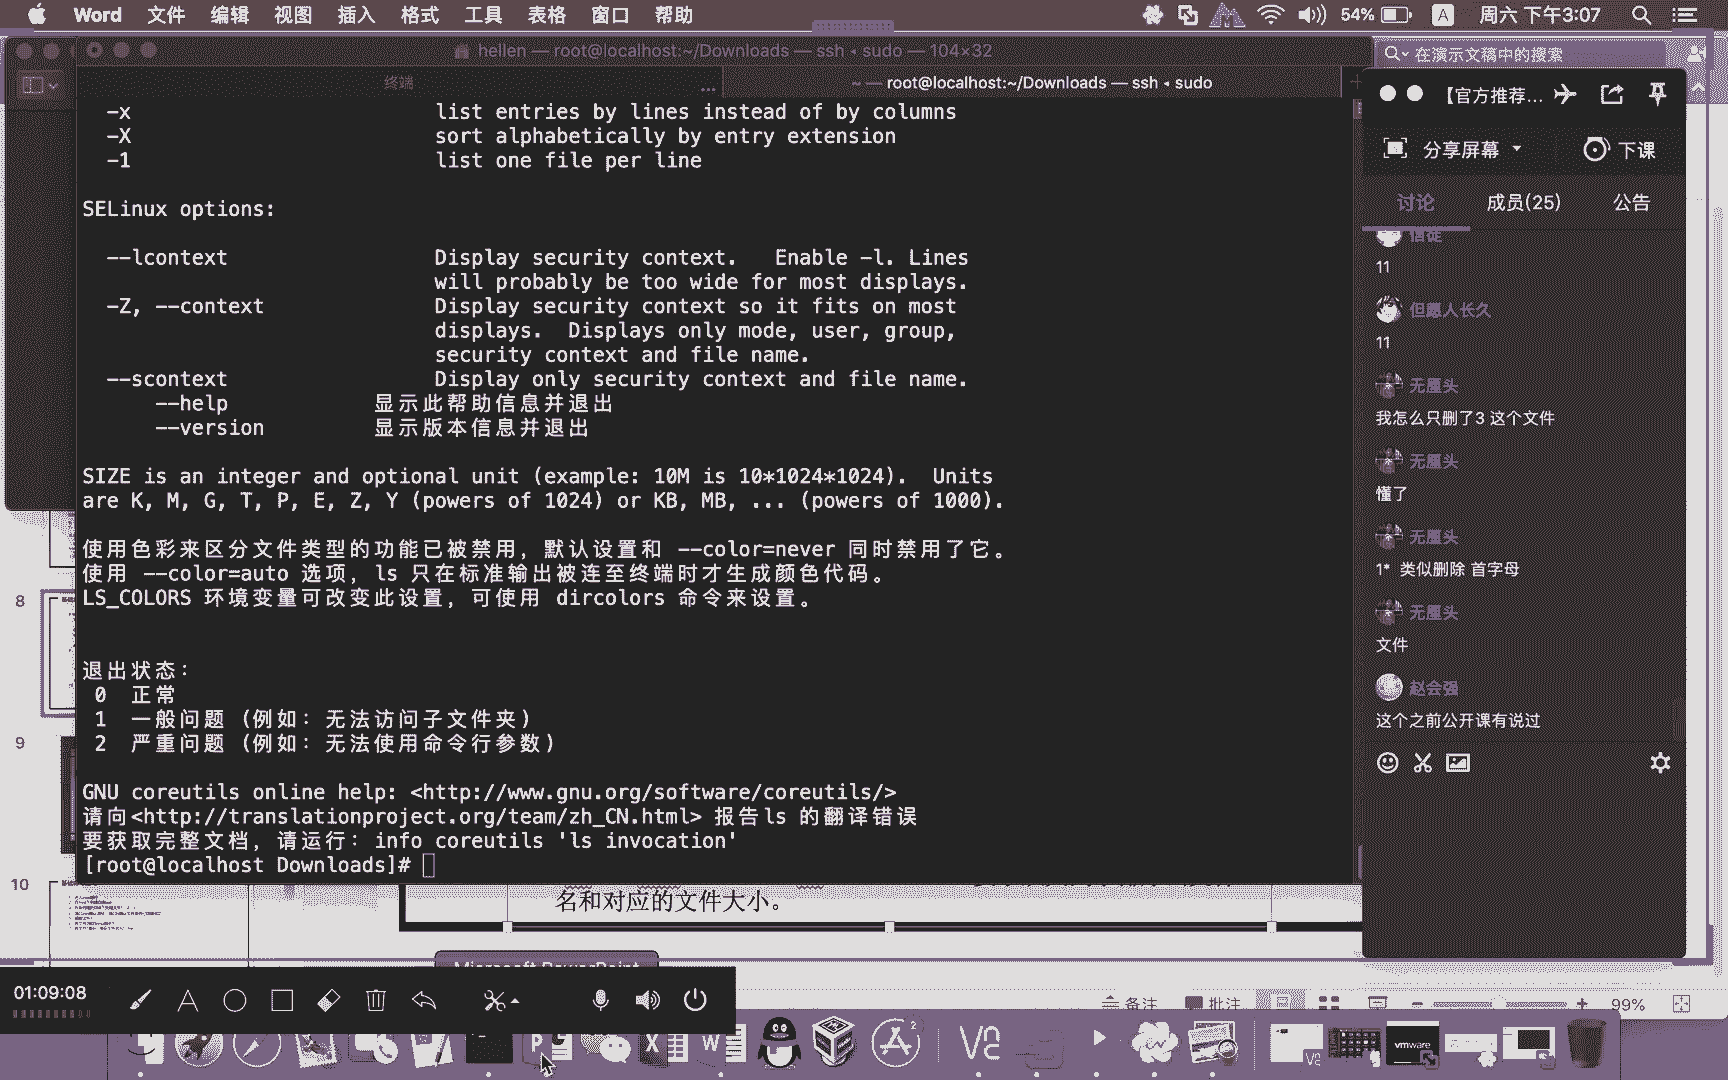 Word 文件 编辑 视图 插入 格式 工具 表格 窗口 帮助
54% A 周六 下午3:07
hellen — root@localhost:~/Downloads — ssh ◂ sudo — 104×32
在演示文稿中的搜索
终端 ...
~ — root@localhost:~/Downloads — ssh ◂ sudo
-x list entries by lines instead of by columns
-X sort alphabetically by entry extension
-1 list one file per line
SELinux options:
--lcontext Display security context. Enable -l. Lines
will probably be too wide for most displays.
-Z, --context Display security context so it fits on most
displays. Displays only mode, user, group,
security context and file name.
--scontext Display only security context and file name.
--help 显示此帮助信息并退出
--version 显示版本信息并退出
SIZE is an integer and optional unit (example: 10M is 10*1024*1024). Units
are K, M, G, T, P, E, Z, Y (powers of 1024) or KB, MB, ... (powers of 1000).
使用色彩来区分文件类型的功能已被禁用，默认设置和 --color=never 同时禁用了它。
使用 --color=auto 选项，ls 只在标准输出被连至终端时才生成颜色代码。
LS_COLORS 环境变量可改变此设置，可使用 dircolors 命令来设置。
退出状态：
0 正常
1 一般问题 (例如：无法访问子文件夹)
2 严重问题 (例如：无法使用命令行参数)
GNU coreutils online help: <http://www.gnu.org/software/coreutils/>
请向<http://translationproject.org/team/zh_CN.html> 报告ls 的翻译错误
要获取完整文档，请运行：info coreutils 'ls invocation'
[root@localhost Downloads]#
【官方推荐...
分享屏幕 下课
讨论 成员(25) 公告
11
但愿人长久
11
无厘头
我怎么只删了3 这个文件
无厘头
懂了
无厘头
1* 类似删除 首字母
无厘头
文件
赵会强
这个之前公开课有说过
8
9
10
名和对应的文件大小。
Microsoft PowerPoint
01:09:08
备注 批注 99%
vmware